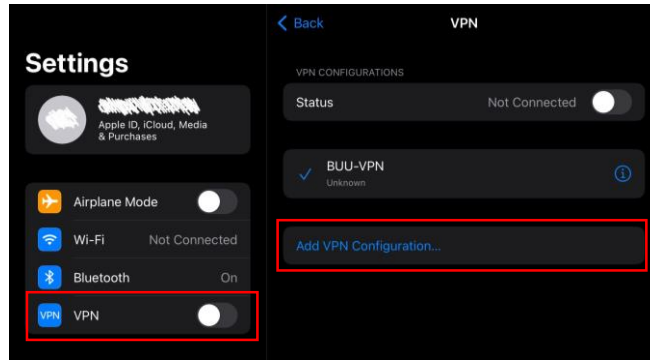 Settings
Apple ID, iCloud, Media
& Purchases
Airplane Mode
Wi-Fi Not Connected
Bluetooth On
VPN VPN
Back VPN
VPN CONFIGURATIONS
Status Not Connected
BUU-VPN
Unknown
Add VPN Configuration...